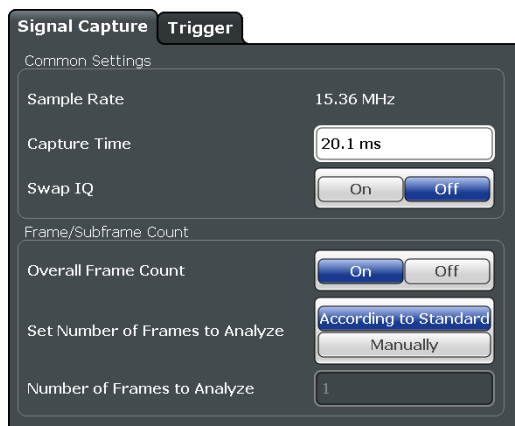 Signal Capture Trigger
Common Settings
Sample Rate 15.36 MHz
Capture Time 20.1 ms
Swap IQ On Off
Frame/Subframe Count
Overall Frame Count On Off
Set Number of Frames to Analyze According to Standard
Manually
Number of Frames to Analyze 1